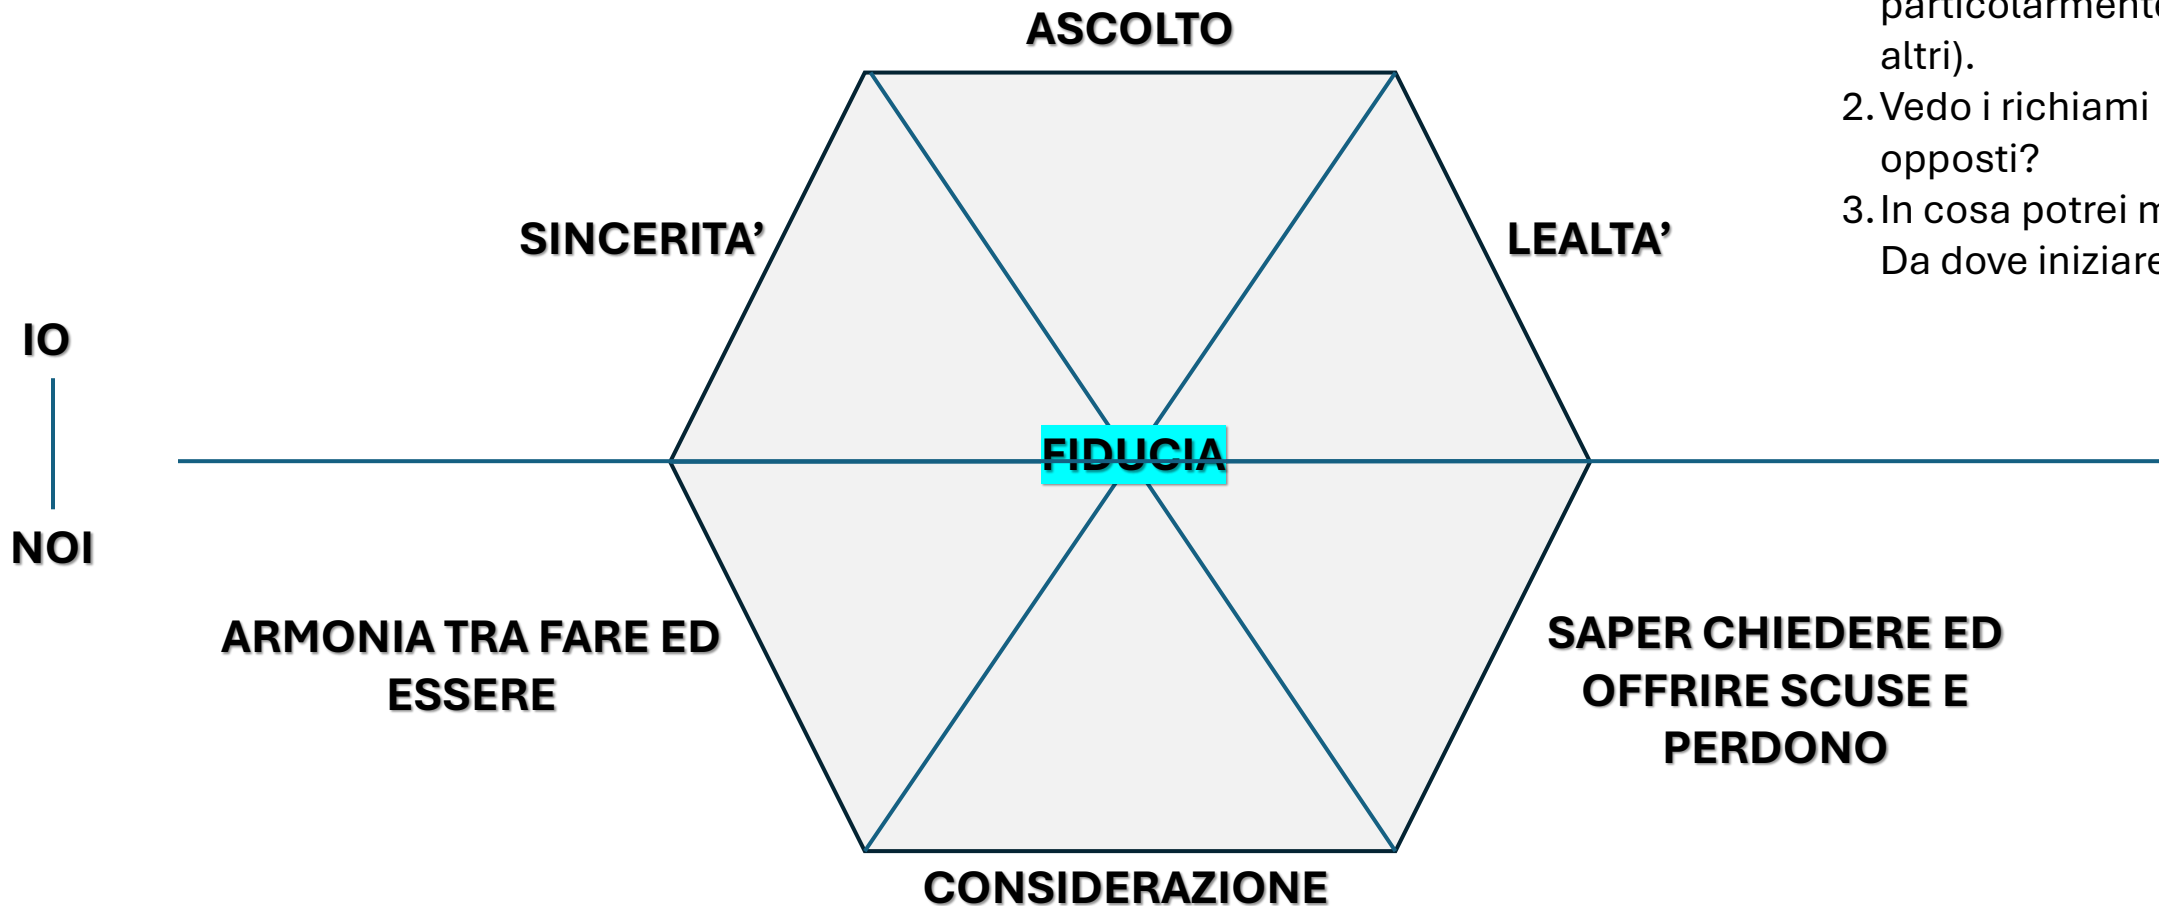 ASCOLTO
altri).
2. Vedo i richiami
opposti?
3. In cosa potrei
Da dove iniziare
SINCERITA’
LEALTA’
IO
FIDUCIA
NOI
ARMONIA TRA FARE ED
ESSERE
SAPER CHIEDERE ED
OFFRIRE SCUSE E
PERDONO
CONSIDERAZIONE